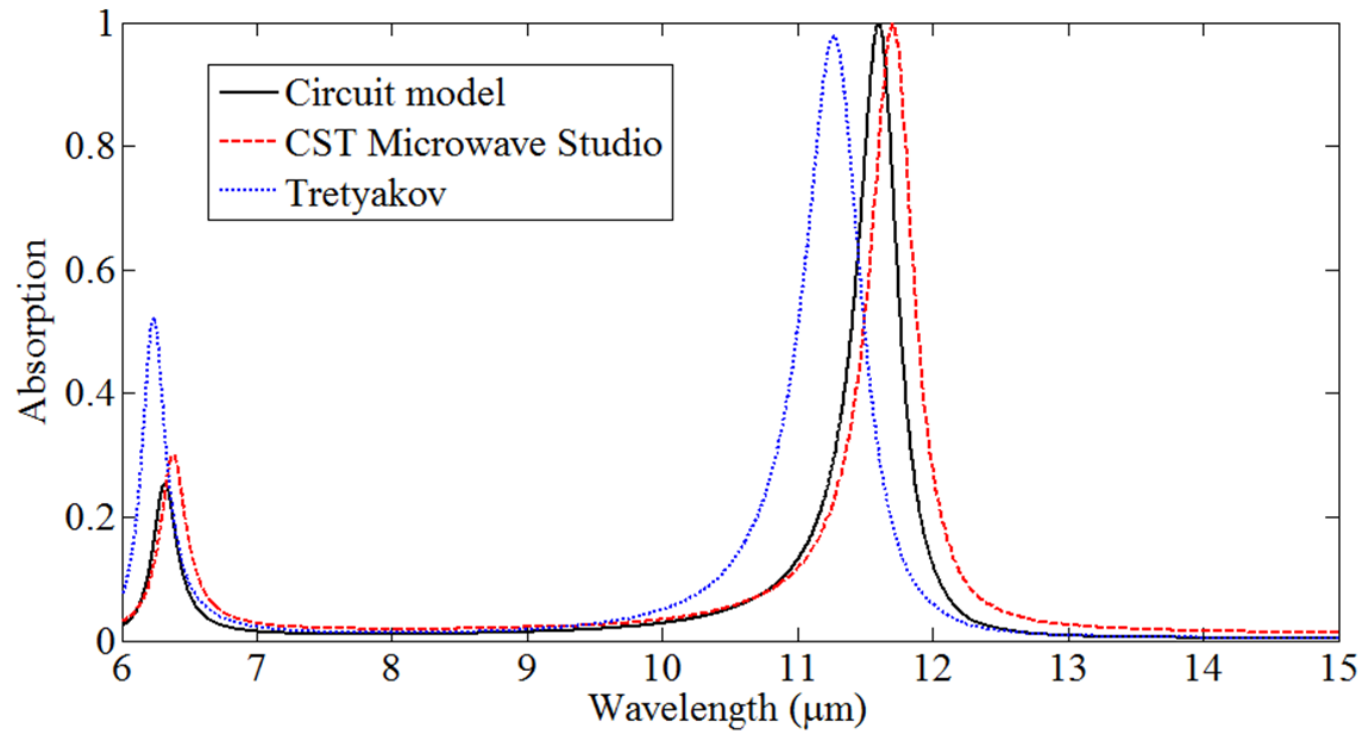 1
0.8
0.6
0.4
0.2
0
Absorption
Circuit model
CST Microwave Studio
Tretyakov
6 7 8 9 10 11 12 13 14 15
Wavelength (μm)